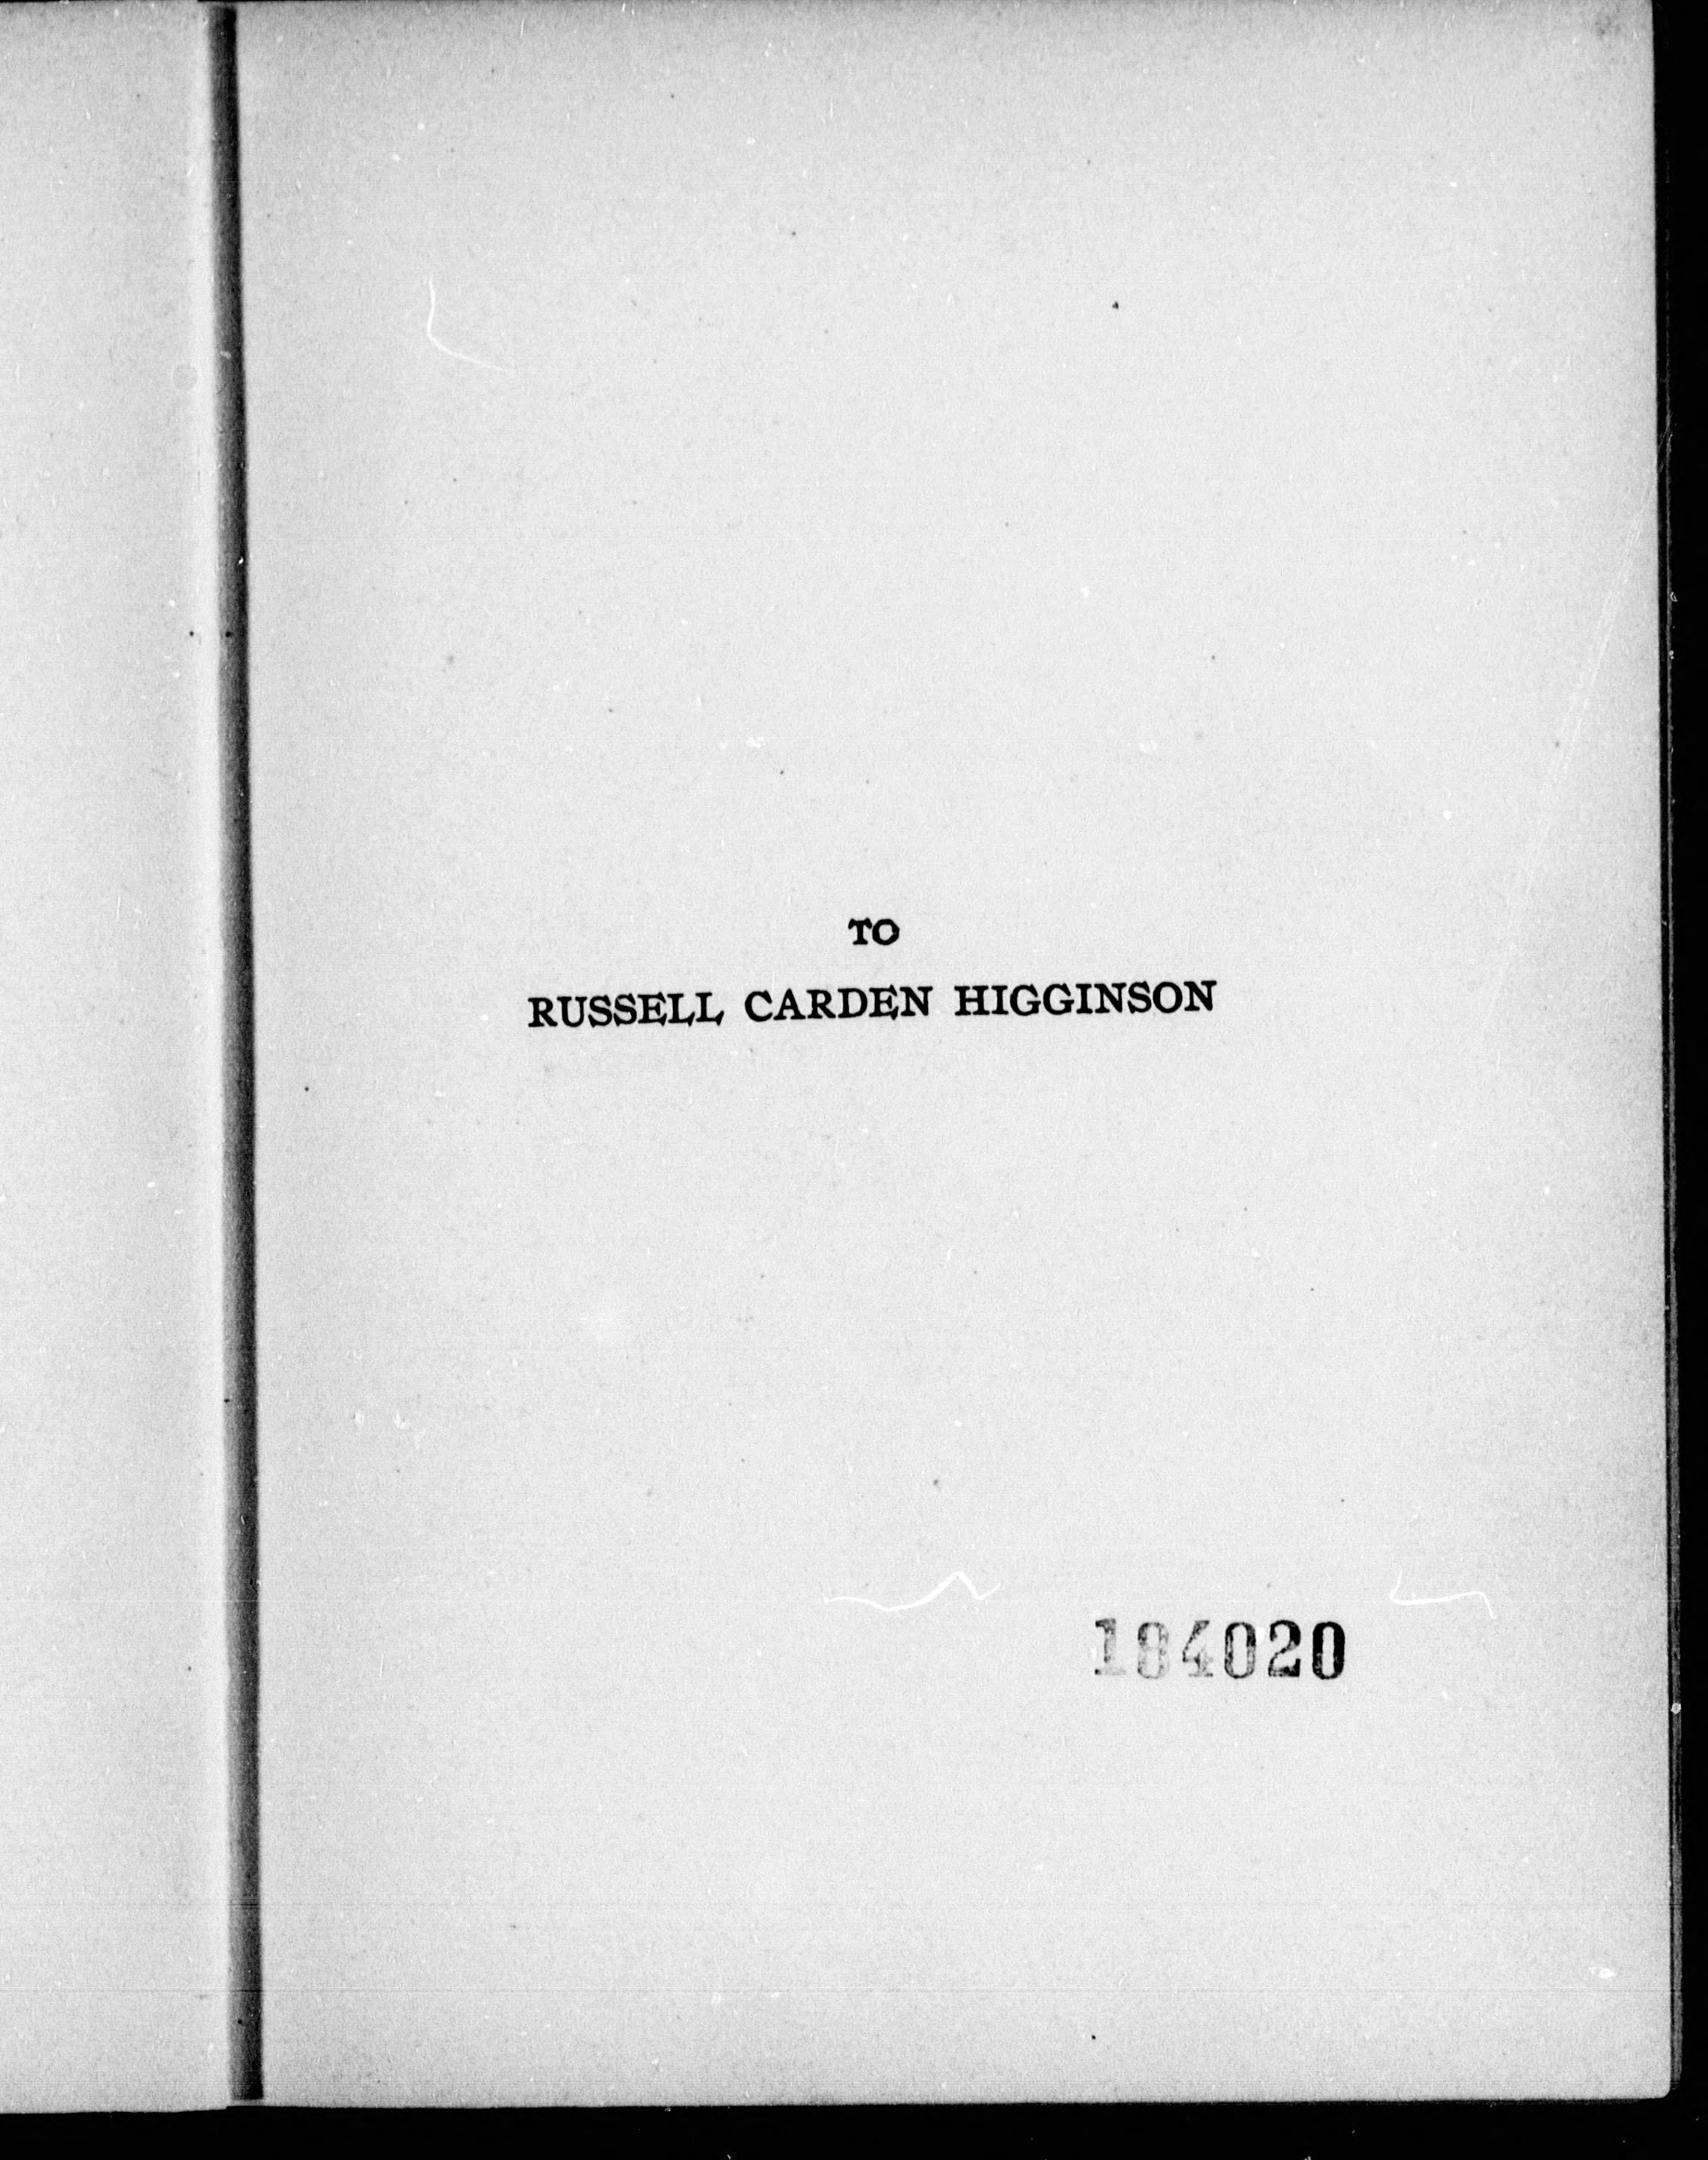 TO
RUSSELL CARDEN HIGGINSON
184020